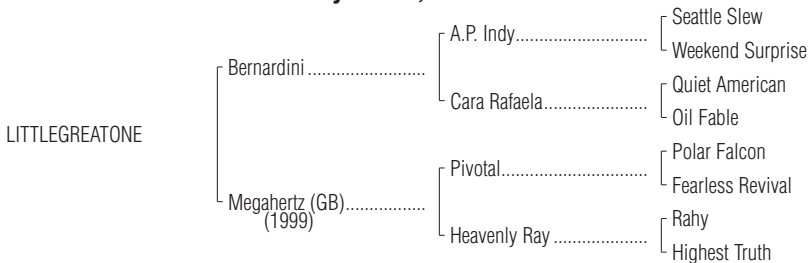 Seattle Slew
A.P. Indy
Weekend Surprise
Bernardini
Quiet American
Cara Rafaela
Oil Fable
LITTLEGREATONE
Polar Falcon
Pivotal
Fearless Revival
Megahertz (GB)
(1999)
Rahy
Heavenly Ray
Highest Truth